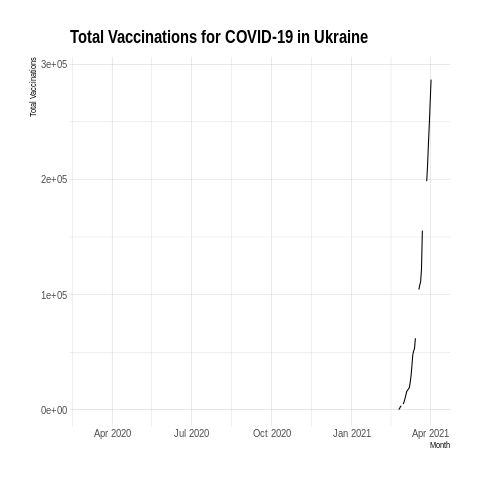 Total Vaccinations for COVID-19 in Ukraine
Total Vaccinations
3e+05
2e+05
1e+05
0e+00
Apr 2020 Jul 2020 Oct 2020 Jan 2021 Apr 2021
Month